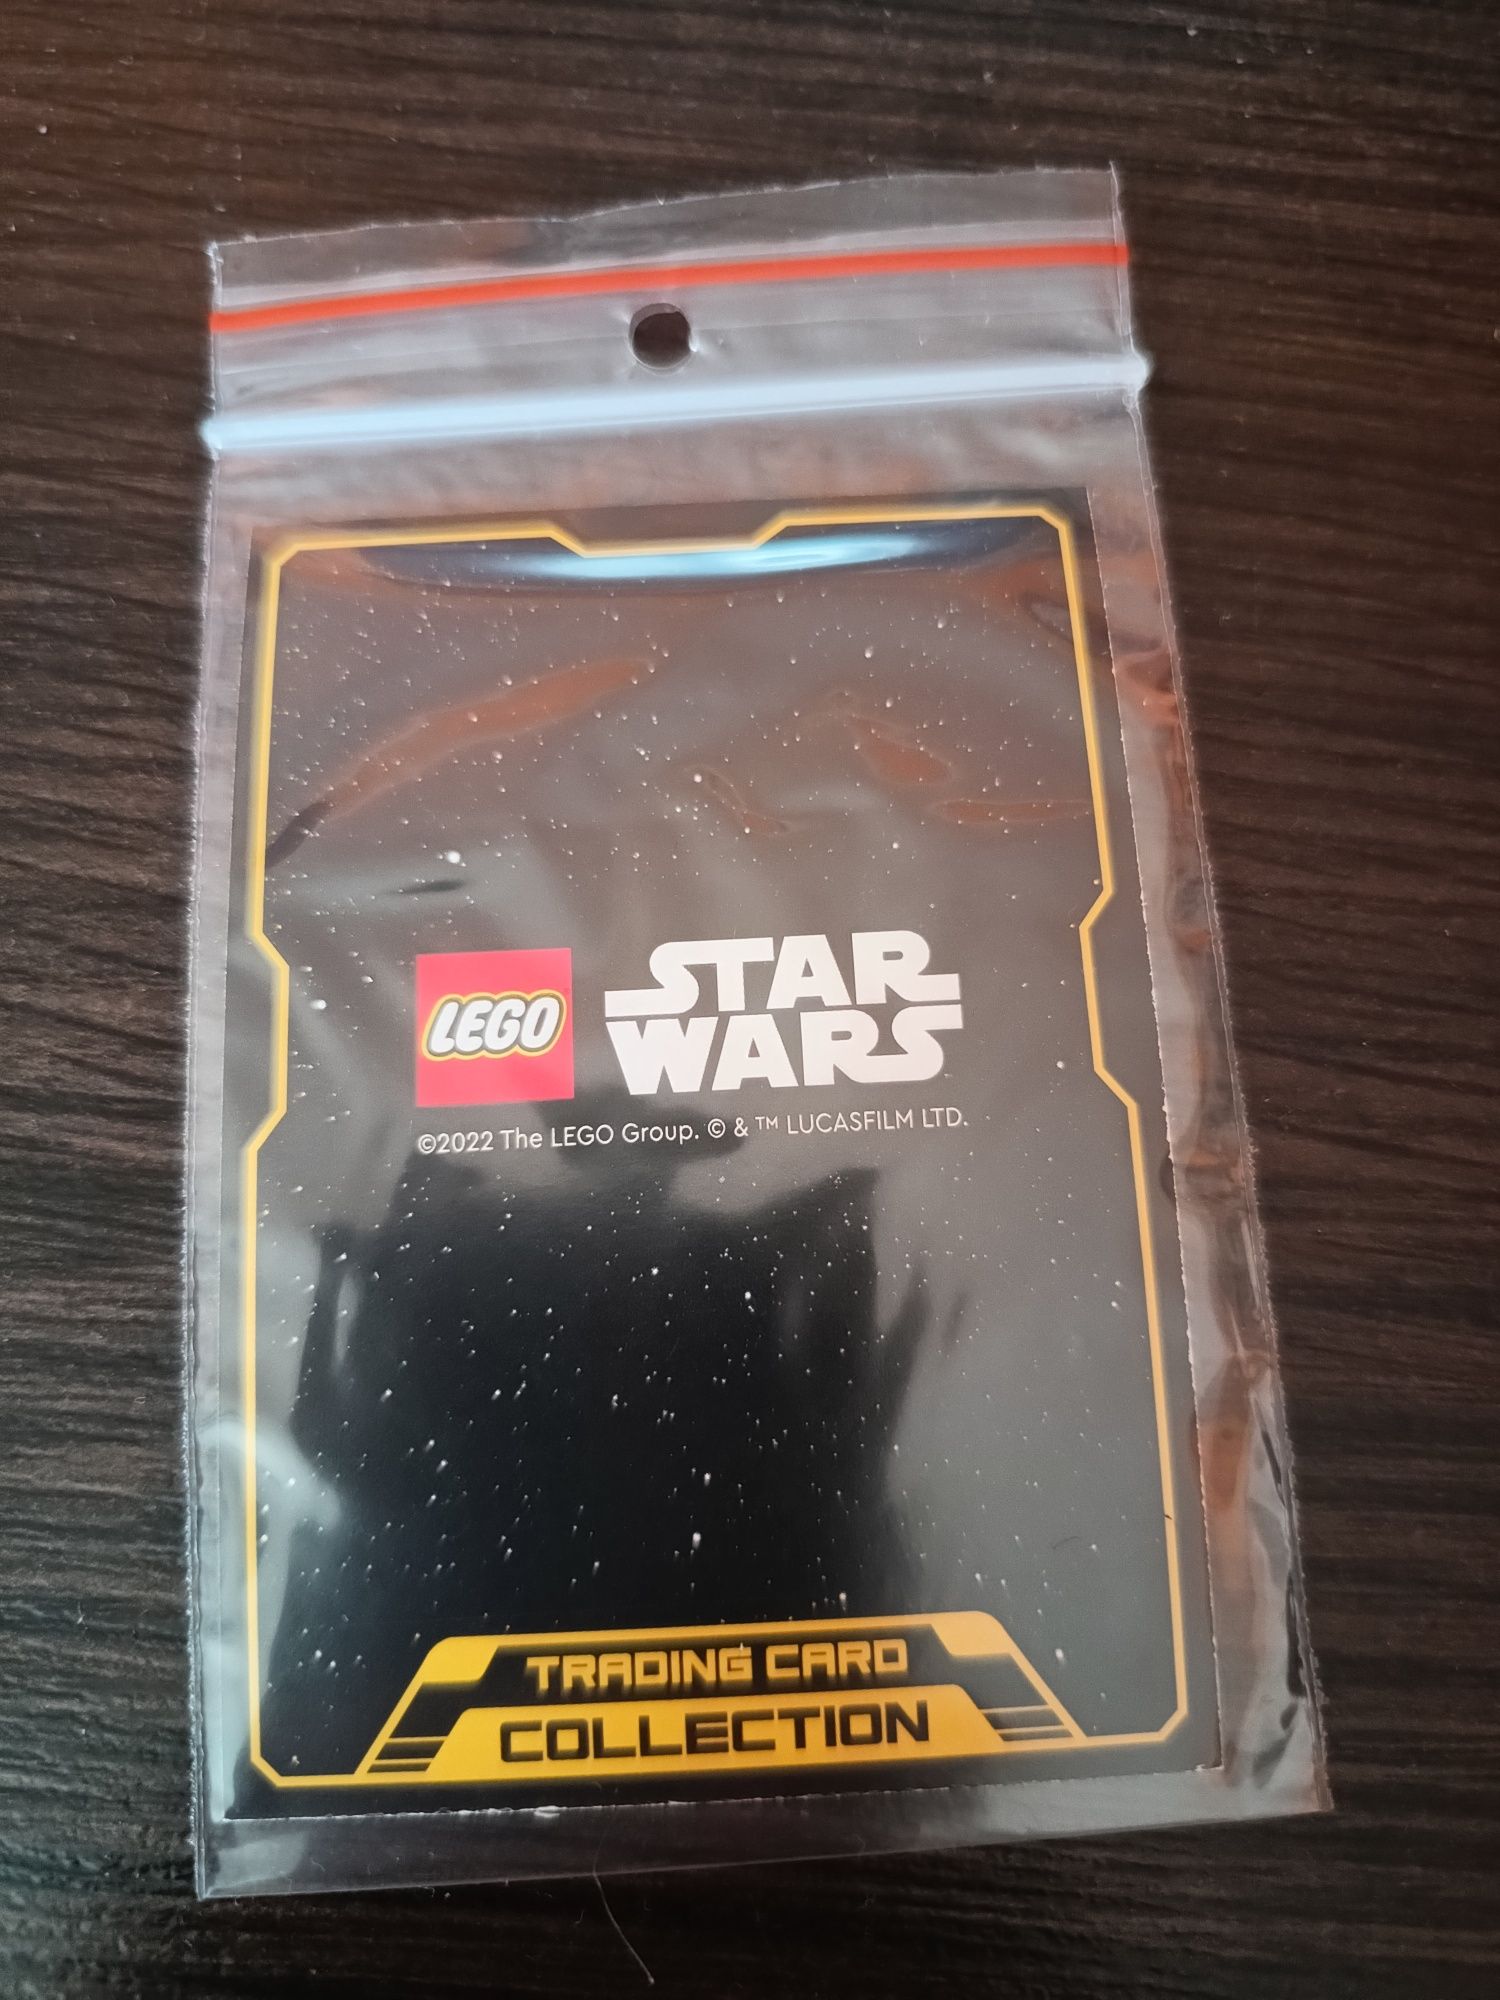 LEGO
STAR
WARS
©2022 The LEGO Group. © & ™ LUCASFILM LTD.
TRADING CARD
COLLECTION